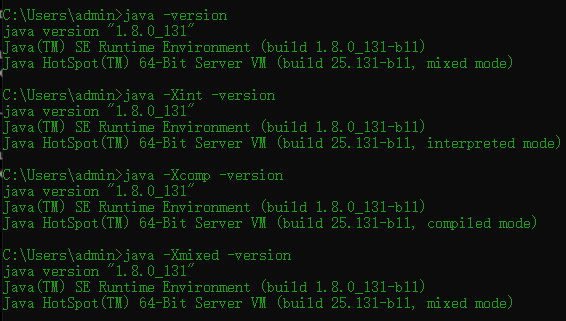 C:\Users\admin>java -version
java version "1.8.0_131"
Java(TM) SE Runtime Environment (build 1.8.0_131-b11)
Java HotSpot(TM) 64-Bit Server VM (build 25.131-b11, mixed mode)
C:\Users\admin>java -Xint -version
java version "1.8.0_131"
Java(TM) SE Runtime Environment (build 1.8.0_131-b11)
Java HotSpot(TM) 64-Bit Server VM (build 25.131-b11, interpreted mode)
C:\Users\admin>java -Xcomp -version
java version "1.8.0_131"
Java(TM) SE Runtime Environment (build 1.8.0_131-b11)
Java HotSpot(TM) 64-Bit Server VM (build 25.131-b11, compiled mode)
C:\Users\admin>java -Xmixed -version
java version "1.8.0_131"
Java(TM) SE Runtime Environment (build 1.8.0_131-b11)
Java HotSpot(TM) 64-Bit Server VM (build 25.131-b11, mixed mode)